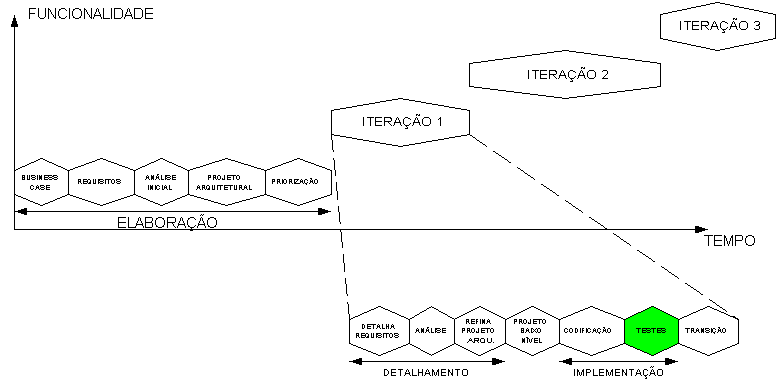 FUNCIONALIDADE
ITERAÇÃO 3
ITERAÇÃO 2
ITERAÇÃO 1
BUSINESS
CASE
REQUISITOS
ANÁLISE
INICIAL
PROJETO
ARQUITETURAL
PRIORIZAÇÃO
ELABORAÇÃO
TEMPO
DETALHA
REQUISITOS
ANÁLISE
REFINA
PROJETO
ARQU.
PROJETO
BAIXO
NÍVEL
CODIFICAÇÃO
TESTES
TRANSIÇÃO
DETALHAMENTO
IMPLEMENTAÇÃO